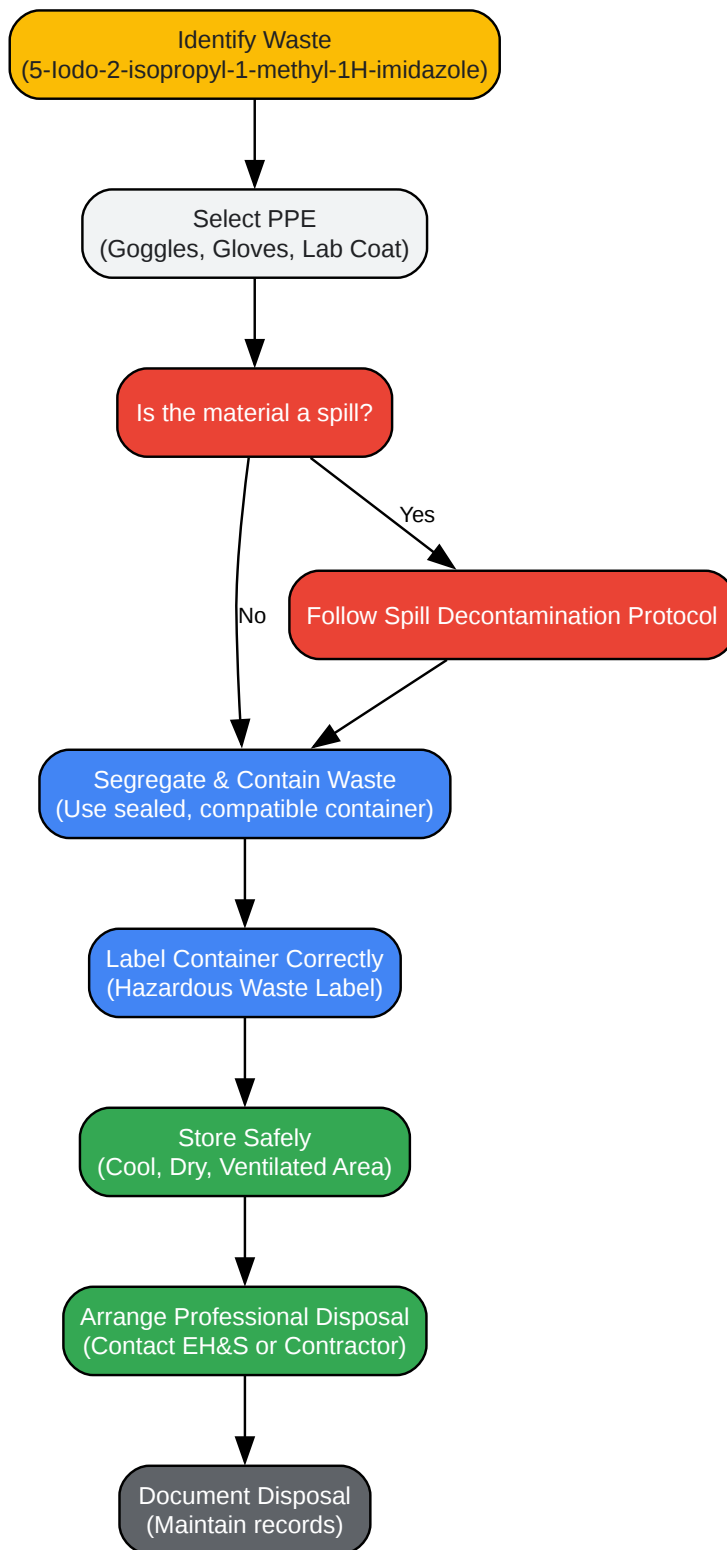 Identify Waste
(5-Iodo-2-isopropyl-1-methyl-1H-imidazole)
Select PPE
(Goggles, Gloves, Lab Coat)
Is the material a spill?
Yes
Follow Spill Decontamination Protocol
No
Segregate & Contain Waste
(Use sealed, compatible container)
Label Container Correctly
(Hazardous Waste Label)
Store Safely
(Cool, Dry, Ventilated Area)
Arrange Professional Disposal
(Contact EH&S or Contractor)
Document Disposal
(Maintain records)